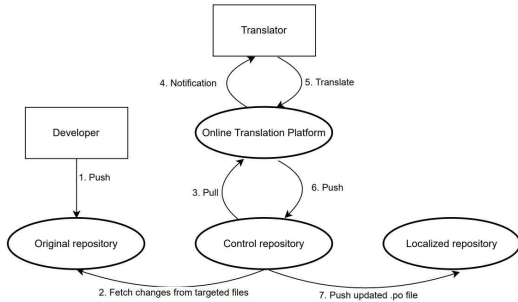 Translator
4. Notification
5. Translate
Developer
Online Translation Platform
1. Push
3. Pull
6. Push
Original repository
Control repository
Localized repository
2. Fetch changes from targeted files
7. Push updated .po file